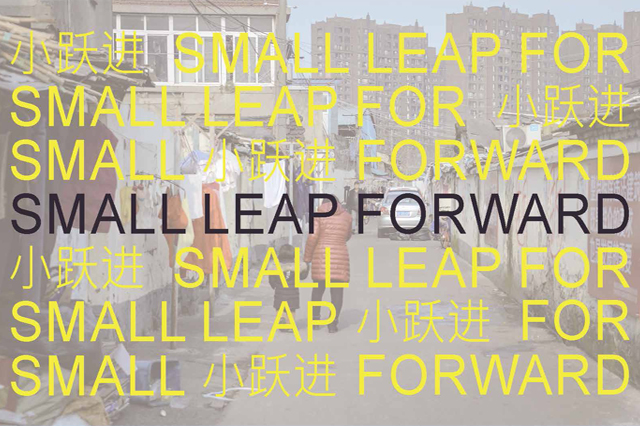 小跃进 SMALL LEAP FOR
SMALL LEAP FOR 小跃进
SMALL 小跃进 FORWARD
SMALL LEAP FORWARD
小跃进 SMALL LEAP FOR
SMALL LEAP 小跃进 FOR
SMALL 小跃进 FORWARD